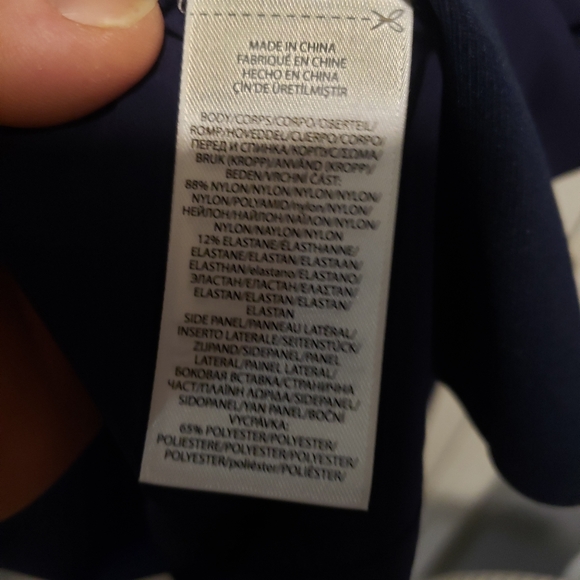 MADE IN CHINA
FABRIQUÉ EN CHINE
HECHO EN CHINA
ÇİN'DE ÜRETİLMİŞTİR
BODY/CORPS/CORPO/OBERTEIL/
ROMP/HOVEDDEL/CUERPO/CORPO/
ПЕРЕД И СПИНКА/КОРПУС/ΣΩΜΑ/
BRUK (KROPP)/ANVÄND (KROPP)/
BEDEN/VRCHNÍ ČÁST:
88% NYLON/NYLON/NYLON/NYLON/
NYLON/POLYAMID/nylon/NYLON/
НЕЙЛОН/НАЙЛОН/ΝΑΪΛΟΝ/NYLON/
NYLON/NAYLON/NYLON
12% ELASTANE/ÉLASTHANNE/
ELASTANE/ELASTAN/ELASTAAN/
ELASTHAN/elastano/ELASTANO/
ЭЛАСТАН/ЕЛАСТАН/ΕΛΑΣΤΑΝ/
ELASTAN/ELASTAN/ELASTAN/
ELASTAN
SIDE PANEL/PANNEAU LATÉRAL/
INSERTO LATERALE/SEITENSTÜCK/
ZIJPAND/SIDEPANEL/PANEL
LATERAL/PAINEL LATERAL/
БОКОВАЯ ВСТАВКА/СТРАНИЧНА
ЧАСТ/ΠΛΑΪΝΗ ΛΩΡΙΔΑ/SIDEPANEL/
SIDOPANEL/YAN PANEL/BOČNÍ
VYCPÁVKA:
65% POLYESTER/POLYESTER/
POLIESTERE/POLYESTER/POLYESTER/
POLYESTER/poliéster/POLIÉSTER/